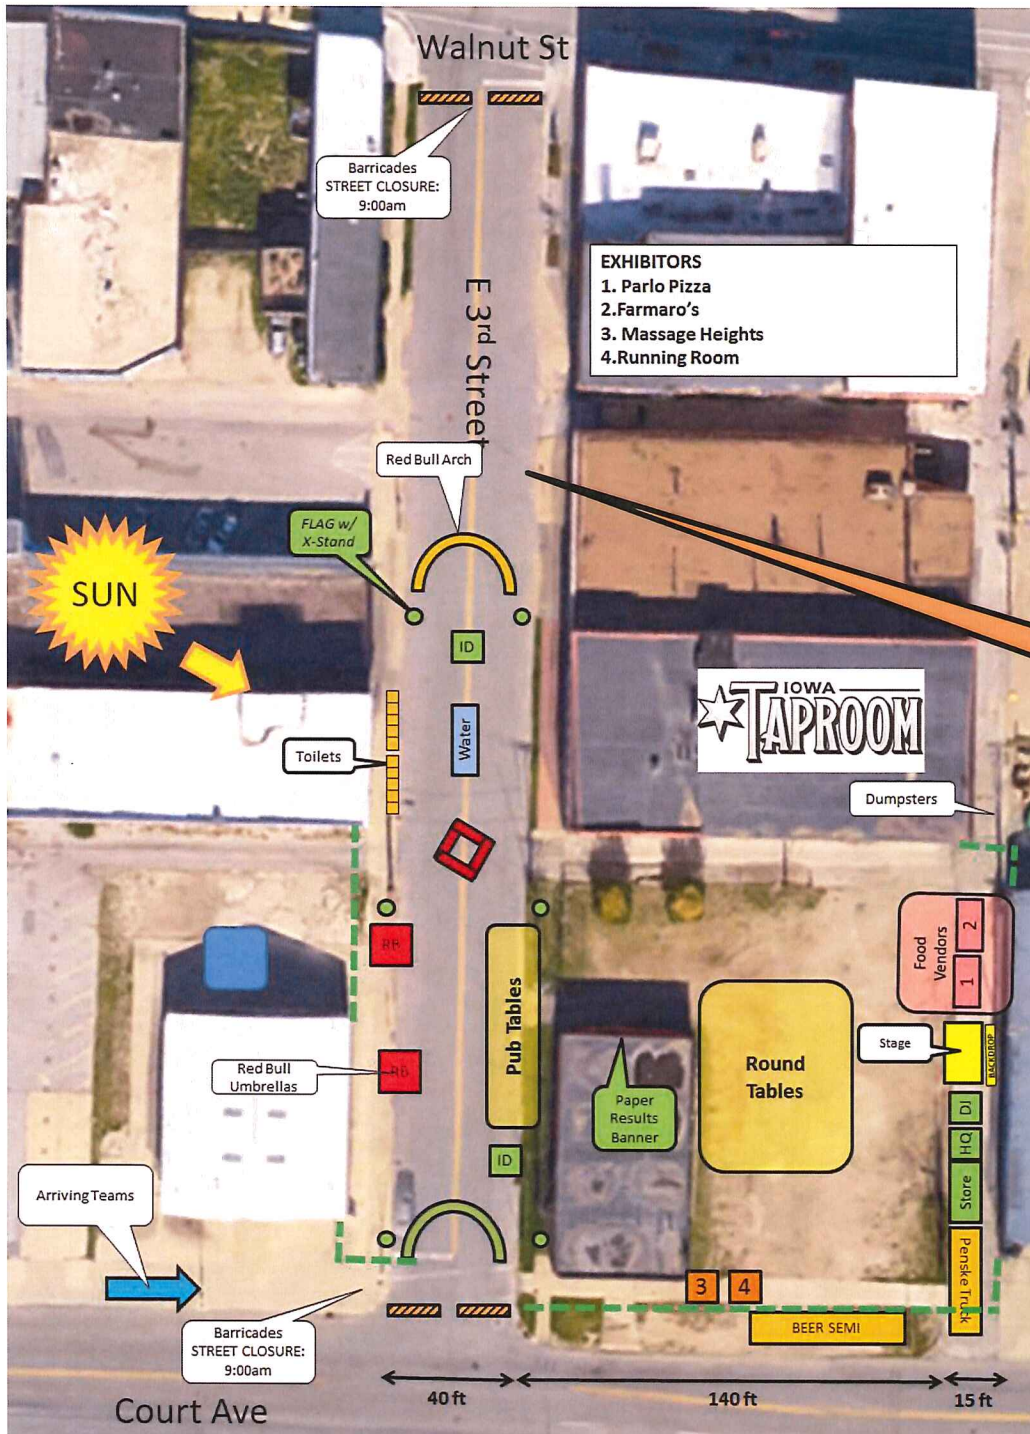 Walnut St
Barricades
STREET CLOSURE:
9:00am
EXHIBITORS
1. Parlo Pizza
2.Farmaro's
3. Massage Heights
4.Running Room
E 3rd Street
Red Bull Arch
FLAG w/
X-Stand
SUN
ID
IOWA
TAPROOM
Water
Toilets
Dumpsters
RB
Pub Tables
Food
Vendors
2
1
Stage
BACKDROP
Round
Tables
Red Bull
Umbrellas
RB
Paper
Results
Banner
DJ
HQ
ID
Store
Arriving Teams
Penske Truck
3
4
BEER SEMI
Barricades
STREET CLOSURE:
9:00am
40 ft
140 ft
15 ft
Court Ave